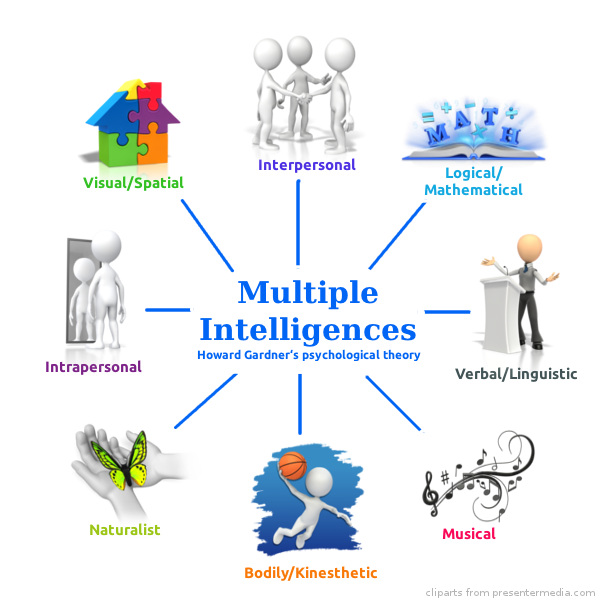 MATH
Interpersonal
Visual/Spatial
Logical/
Mathematical
Multiple
Intelligences
Howard Gardner's psychological theory
Intrapersonal
Verbal/Linguistic
Naturalist
Musical
Bodily/Kinesthetic
cliparts from presentermedia.com